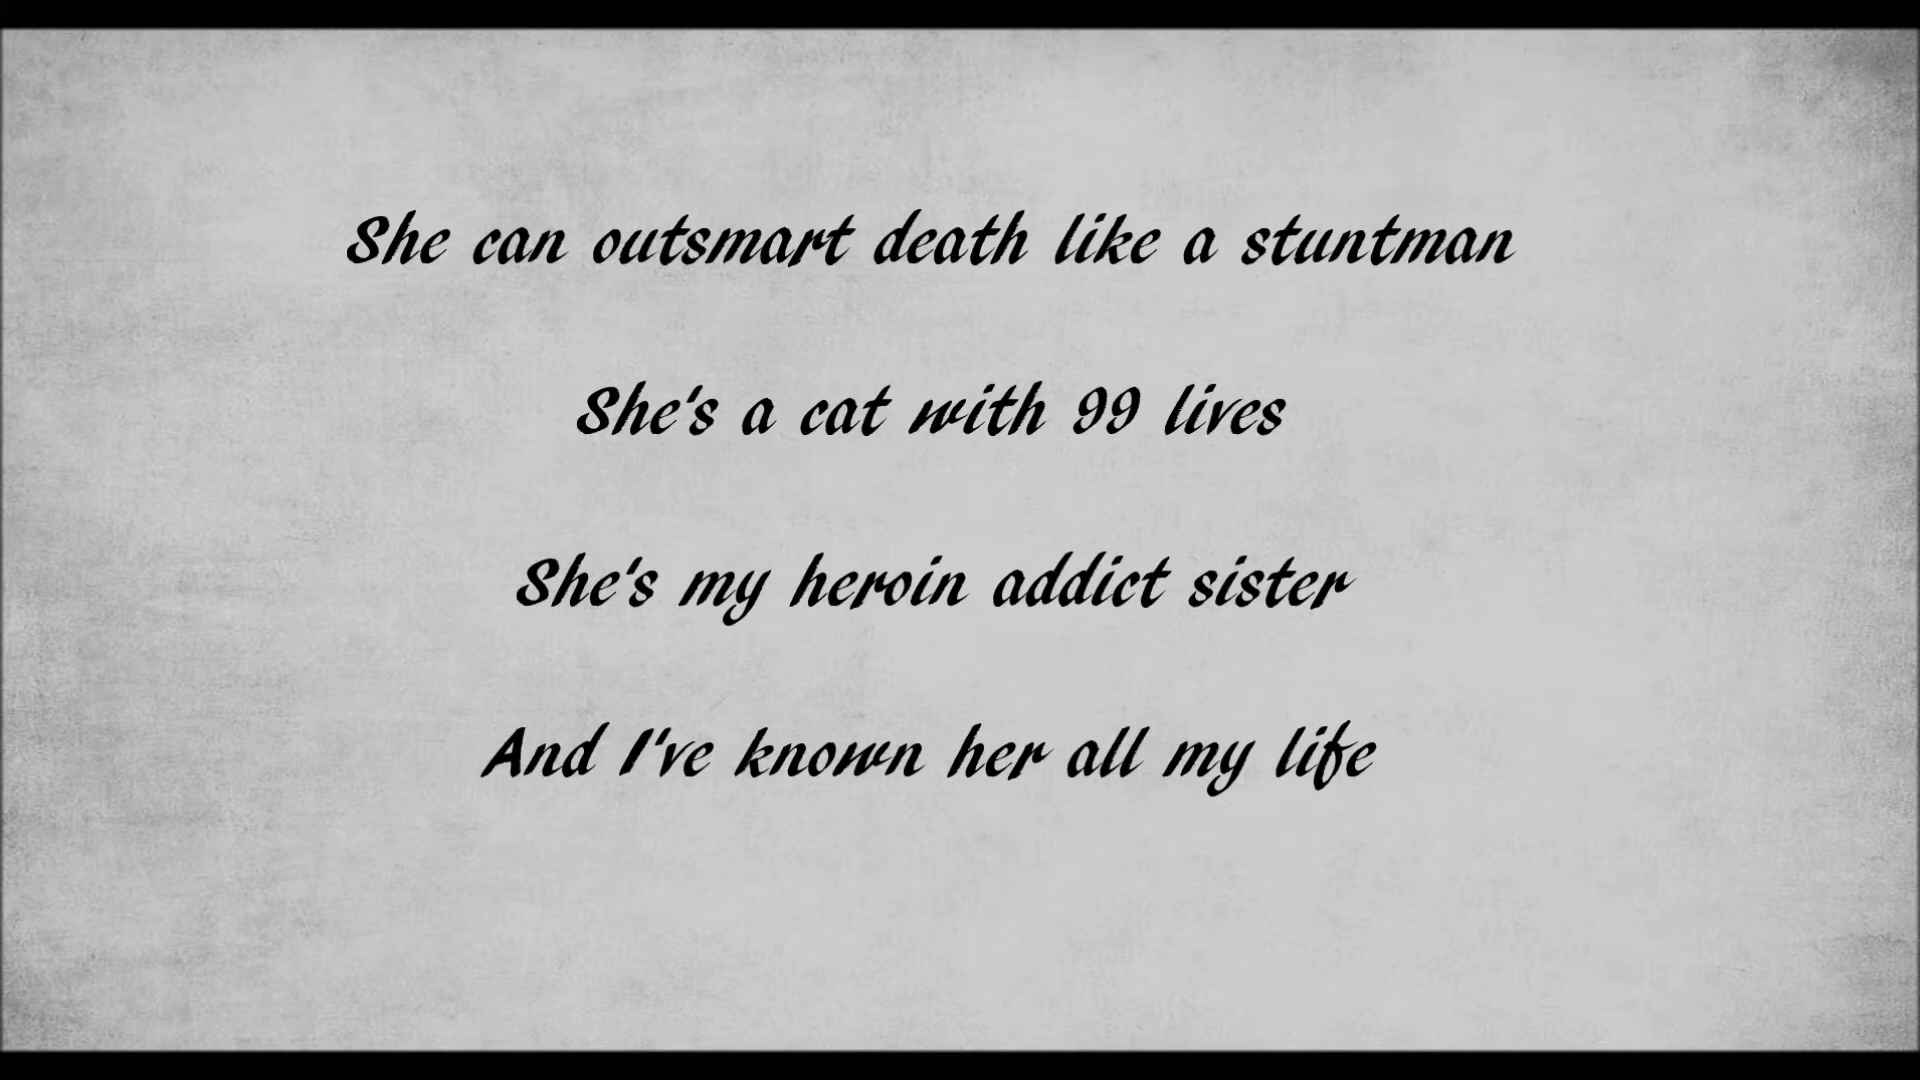 She can outsmart death like a stuntman
She's a cat with 99 lives
She's my heroin addict sister
And I've known her all my life